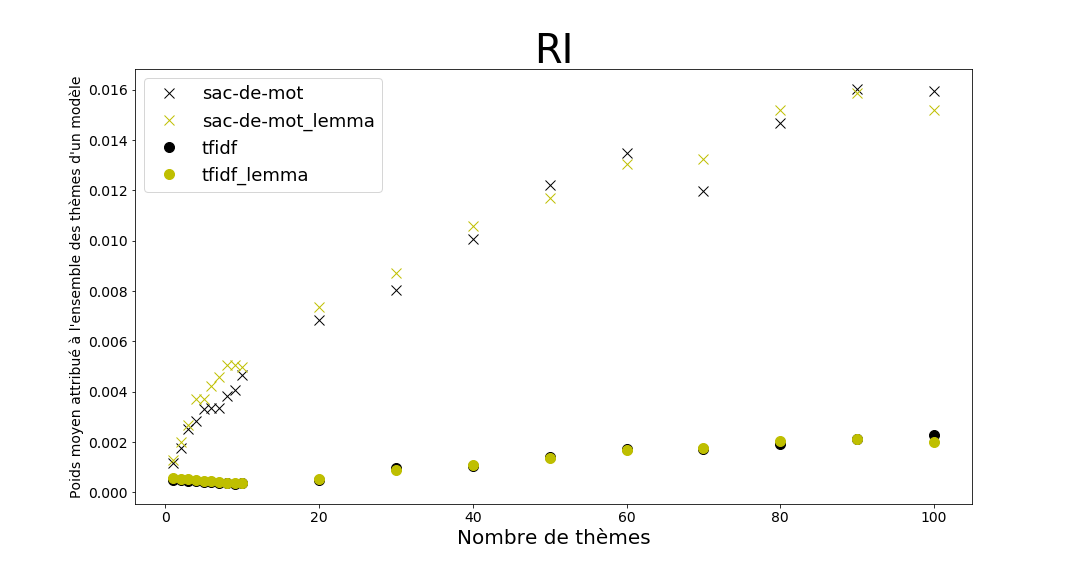 RI
sac-de-mot
sac-de-mot_lemma
tfidf
tfidf_lemma
Poids moyen attribué à l'ensemble des thèmes d'un modèle
0.016
0.014
0.012
0.010
0.008
0.006
0.004
0.002
0.000
0 20 40 60 80 100
Nombre de thèmes